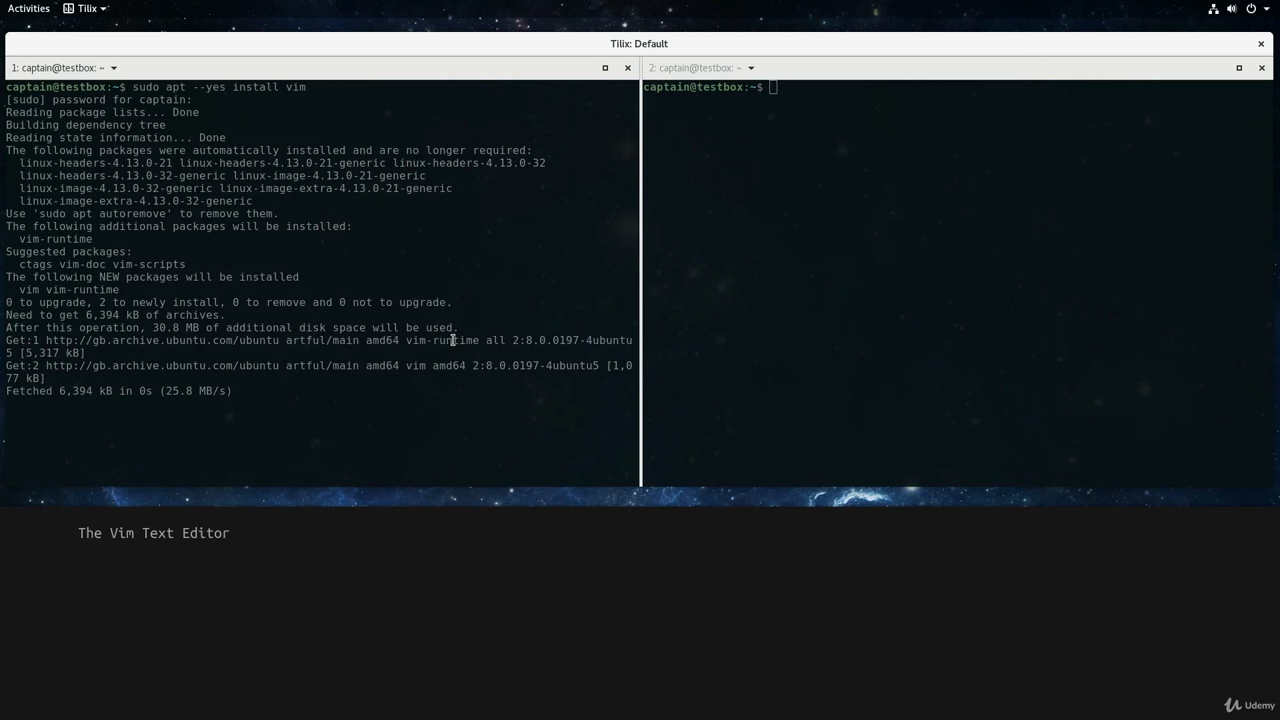 Activities Tilix
Tilix: Default
1: captain@testbox: ~
captain@testbox:~$ sudo apt --yes install vim
[sudo] password for captain:
Reading package lists... Done
Building dependency tree
Reading state information... Done
The following packages were automatically installed and are no longer required:
linux-headers-4.13.0-21 linux-headers-4.13.0-21-generic linux-headers-4.13.0-32
linux-headers-4.13.0-32-generic linux-image-4.13.0-21-generic
linux-image-4.13.0-32-generic linux-image-extra-4.13.0-21-generic
linux-image-extra-4.13.0-32-generic
Use 'sudo apt autoremove' to remove them.
The following additional packages will be installed:
vim-runtime
Suggested packages:
ctags vim-doc vim-scripts
The following NEW packages will be installed
vim vim-runtime
0 to upgrade, 2 to newly install, 0 to remove and 0 not to upgrade.
Need to get 6,394 kB of archives.
After this operation, 30.8 MB of additional disk space will be used.
Get:1 http://gb.archive.ubuntu.com/ubuntu artful/main amd64 vim-runtime all 2:8.0.0197-4ubuntu
5 [5,317 kB]
Get:2 http://gb.archive.ubuntu.com/ubuntu artful/main amd64 vim amd64 2:8.0.0197-4ubuntu5 [1,0
77 kB]
Fetched 6,394 kB in 0s (25.8 MB/s)
2: captain@testbox: ~
captain@testbox:~$
The Vim Text Editor
Udemy